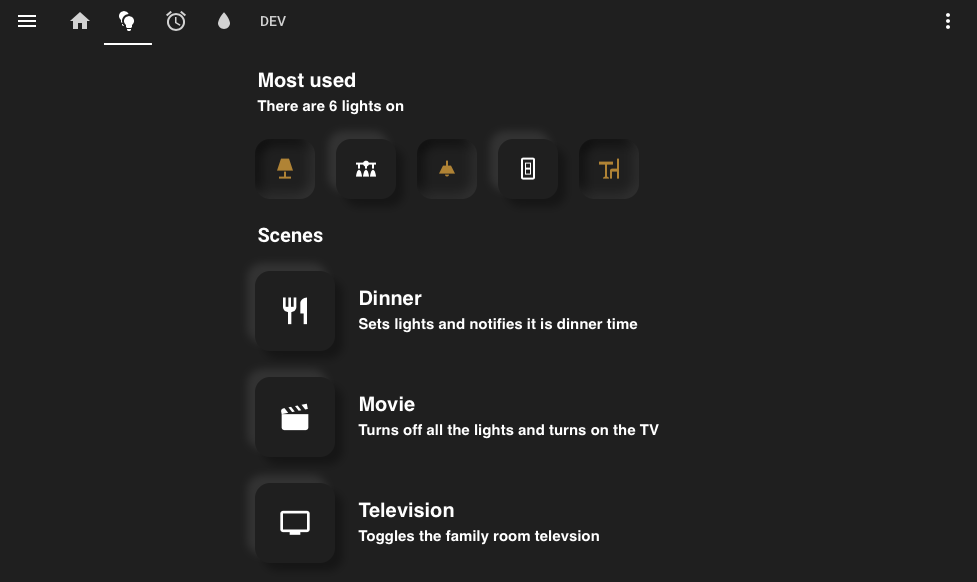 DEV
Most used
There are 6 lights on
Scenes
Dinner
Sets lights and notifies it is dinner time
Movie
Turns off all the lights and turns on the TV
Television
Toggles the family room televsion